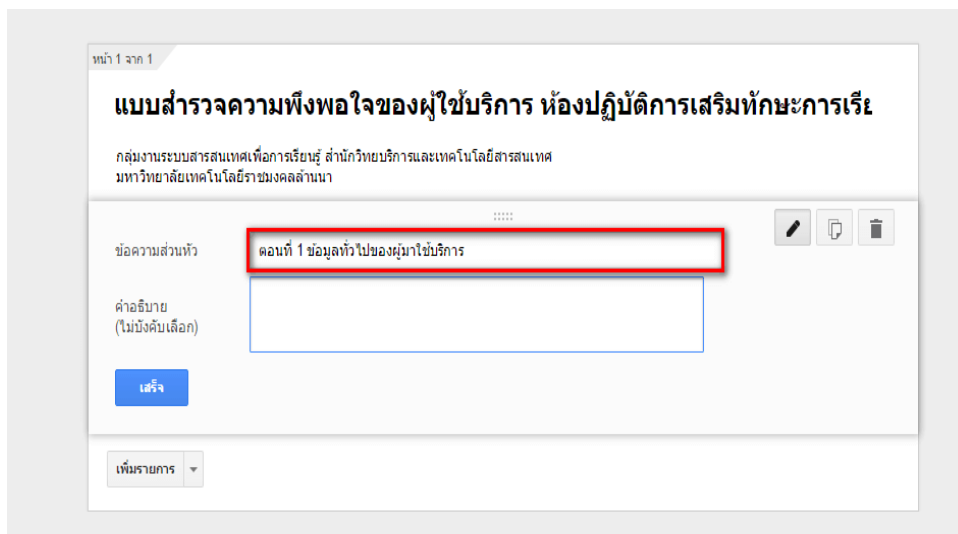 หน้า 1 จาก 1
แบบสำรวจความพึงพอใจของผู้ใช้บริการ ห้องปฏิบัติการเสริมทักษะการเรีย
กลุ่มงานระบบสารสนเทศเพื่อการเรียนรู้ สำนักวิทยบริการและเทคโนโลยีสารสนเทศ
มหาวิทยาลัยเทคโนโลยีราชมงคลล้านนา
ข้อความส่วนหัว
ตอนที่ 1 ข้อมูลทั่วไปของผู้มาใช้บริการ
คำอธิบาย
(ไม่บังคับเลือก)
เสร็จ
เพิ่มรายการ